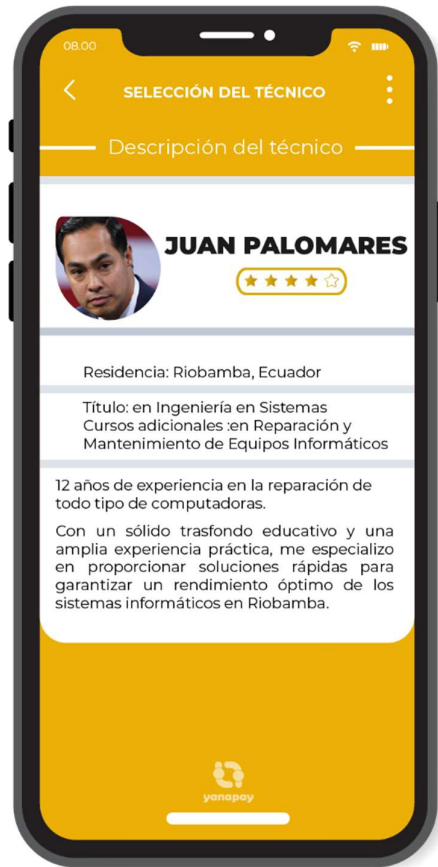 08.00
SELECCIÓN DEL TÉCNICO
Descripción del técnico
JUAN PALOMARES
Residencia: Riobamba, Ecuador
Título: en Ingeniería en Sistemas
Cursos adicionales :en Reparación y
Mantenimiento de Equipos Informáticos
12 años de experiencia en la reparación de
todo tipo de computadoras.
Con un sólido trasfondo educativo y una
amplia experiencia práctica, me especializo
en proporcionar soluciones rápidas para
garantizar un rendimiento óptimo de los
sistemas informáticos en Riobamba.
yanapay